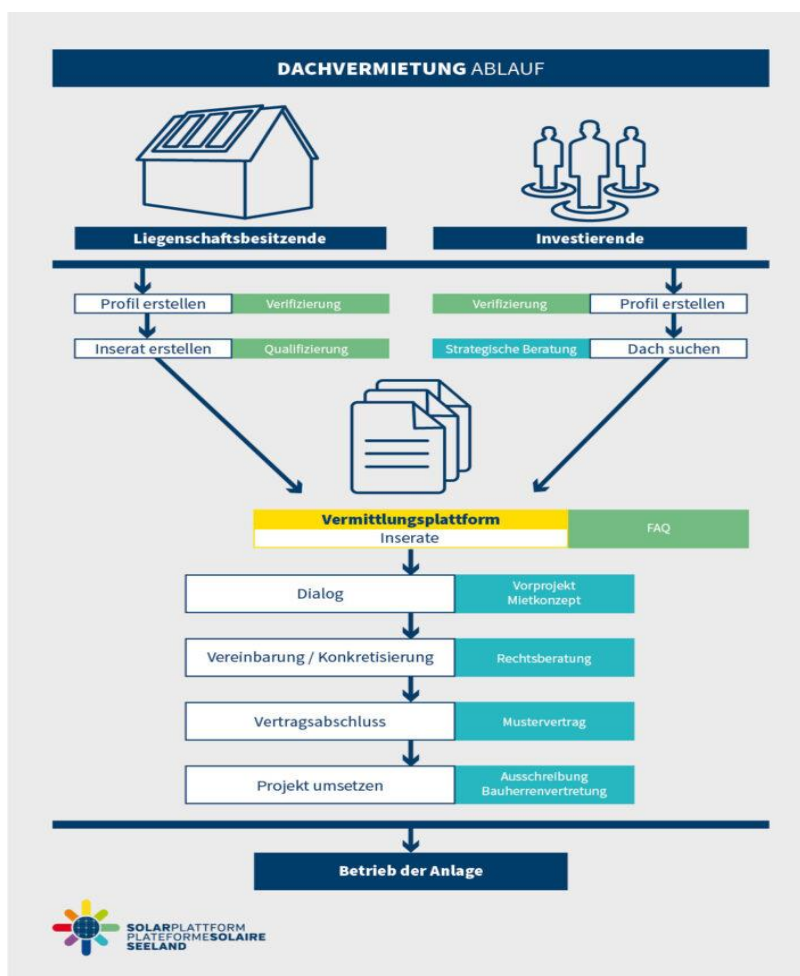 DACHVERMIETUNG ABLAUF
Liegenschaftsbesitzende
Investierende
Profil erstellen
Verifizierung
Verifizierung
Profil erstellen
Inserat erstellen
Qualifizierung
Strategische Beratung
Dach suchen
Vermittlungsplattform
Inserate
FAQ
Dialog
Vorprojekt
Mietkonzept
Vereinbarung / Konkretisierung
Rechtsberatung
Vertragsabschluss
Mustervertrag
Projekt umsetzen
Ausschreibung
Bauherrenvertretung
Betrieb der Anlage
SOLARPLATTFORM
PLATEFORMESOLAIRE
SEELAND